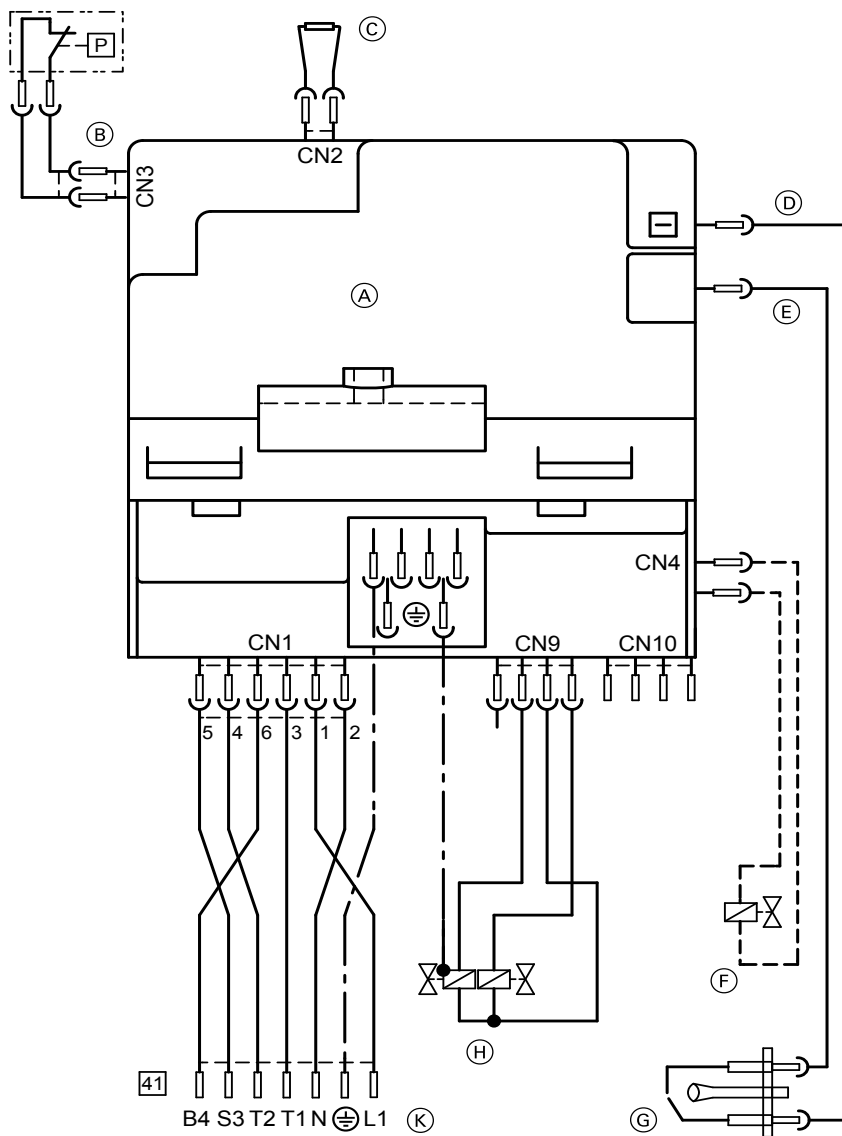 P
Ⓒ
Ⓑ
CN2
CN3
Ⓓ
Ⓐ
Ⓔ
CN4
CN1
CN9
CN10
5 4 6 3 1 2
Ⓕ
Ⓗ
41
B4 S3 T2 T1 N L1 Ⓚ
Ⓖ